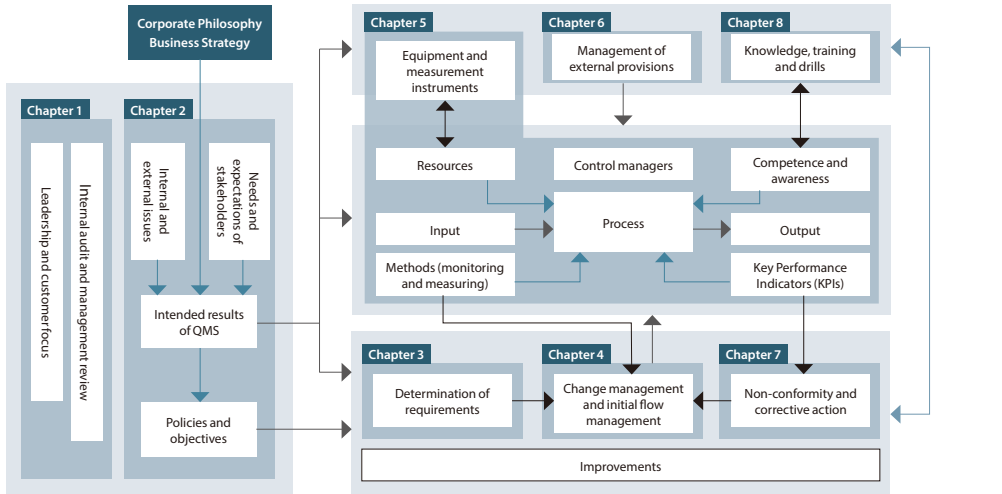 Corporate Philosophy
Business Strategy
Chapter 1
Leadership and customer focus
Internal audit and management review
Chapter 2
Internal and
external issues
Needs and
expectations of
stakeholders
Intended results
of QMS
Policies and
objectives
Chapter 5
Equipment and
measurement
instruments
Chapter 6
Management of
external provisions
Chapter 8
Knowledge, training
and drills
Resources
Control managers
Competence and
awareness
Input
Process
Output
Methods (monitoring
and measuring)
Key Performance
Indicators (KPIs)
Chapter 3
Determination of
requirements
Chapter 4
Change management
and initial flow
management
Chapter 7
Non-conformity and
corrective action
Improvements